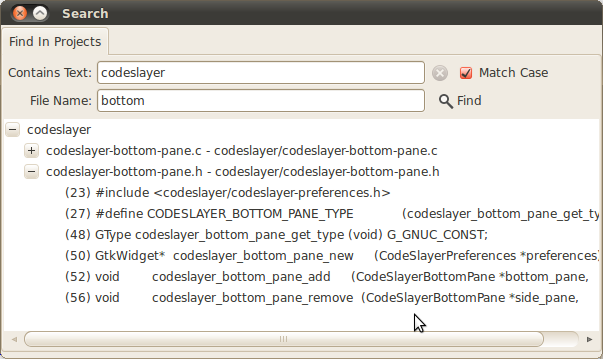 Search
Find In Projects
Contains Text: codeslayer Match Case
File Name: bottom Find
codeslayer
codeslayer-bottom-pane.c - codeslayer/codeslayer-bottom-pane.c
codeslayer-bottom-pane.h - codeslayer/codeslayer-bottom-pane.h
(23) #include <codeslayer/codeslayer-preferences.h>
(27) #define CODESLAYER_BOTTOM_PANE_TYPE (codeslayer_bottom_pane_get_ty
(48) GType codeslayer_bottom_pane_get_type (void) G_GNUC_CONST;
(50) GtkWidget* codeslayer_bottom_pane_new (CodeSlayerPreferences *preferences)
(52) void codeslayer_bottom_pane_add (CodeSlayerBottomPane *bottom_pane,
(56) void codeslayer_bottom_pane_remove (CodeSlayerBottomPane *side_pane,